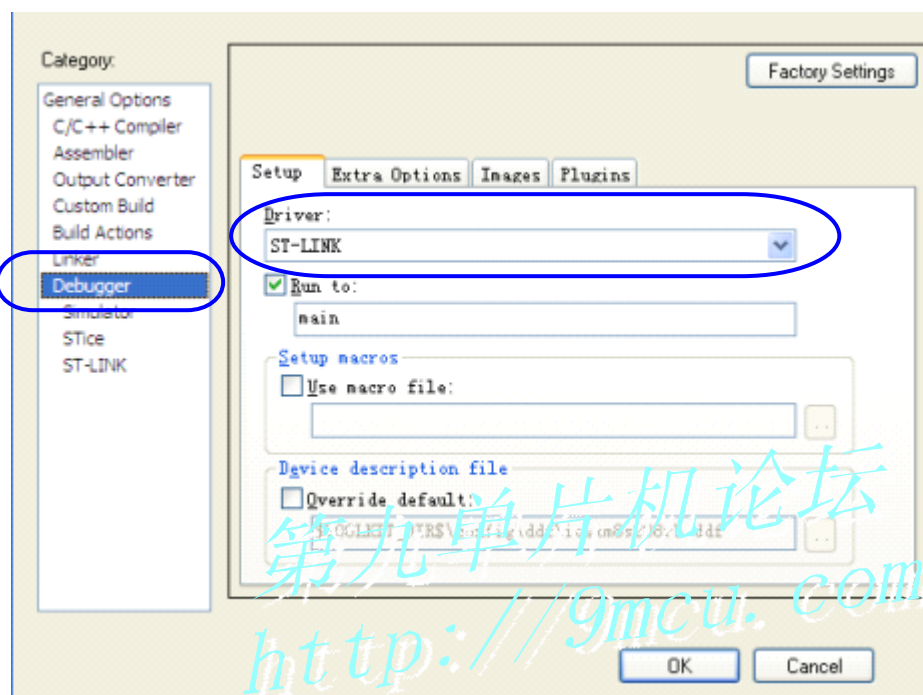 Category:
Factory Settings
General Options
C/C++ Compiler
Assembler
Output Converter
Custom Build
Build Actions
Linker
Debugger
Simulator
STice
ST-LINK
Setup
Extra Options
Images
Plugins
Driver:
ST-LINK
Run to:
main
Setup macros
Use macro file:
..
Device description file
Override default:
..
第九单片机论坛
http://9mcu.com
OK
Cancel